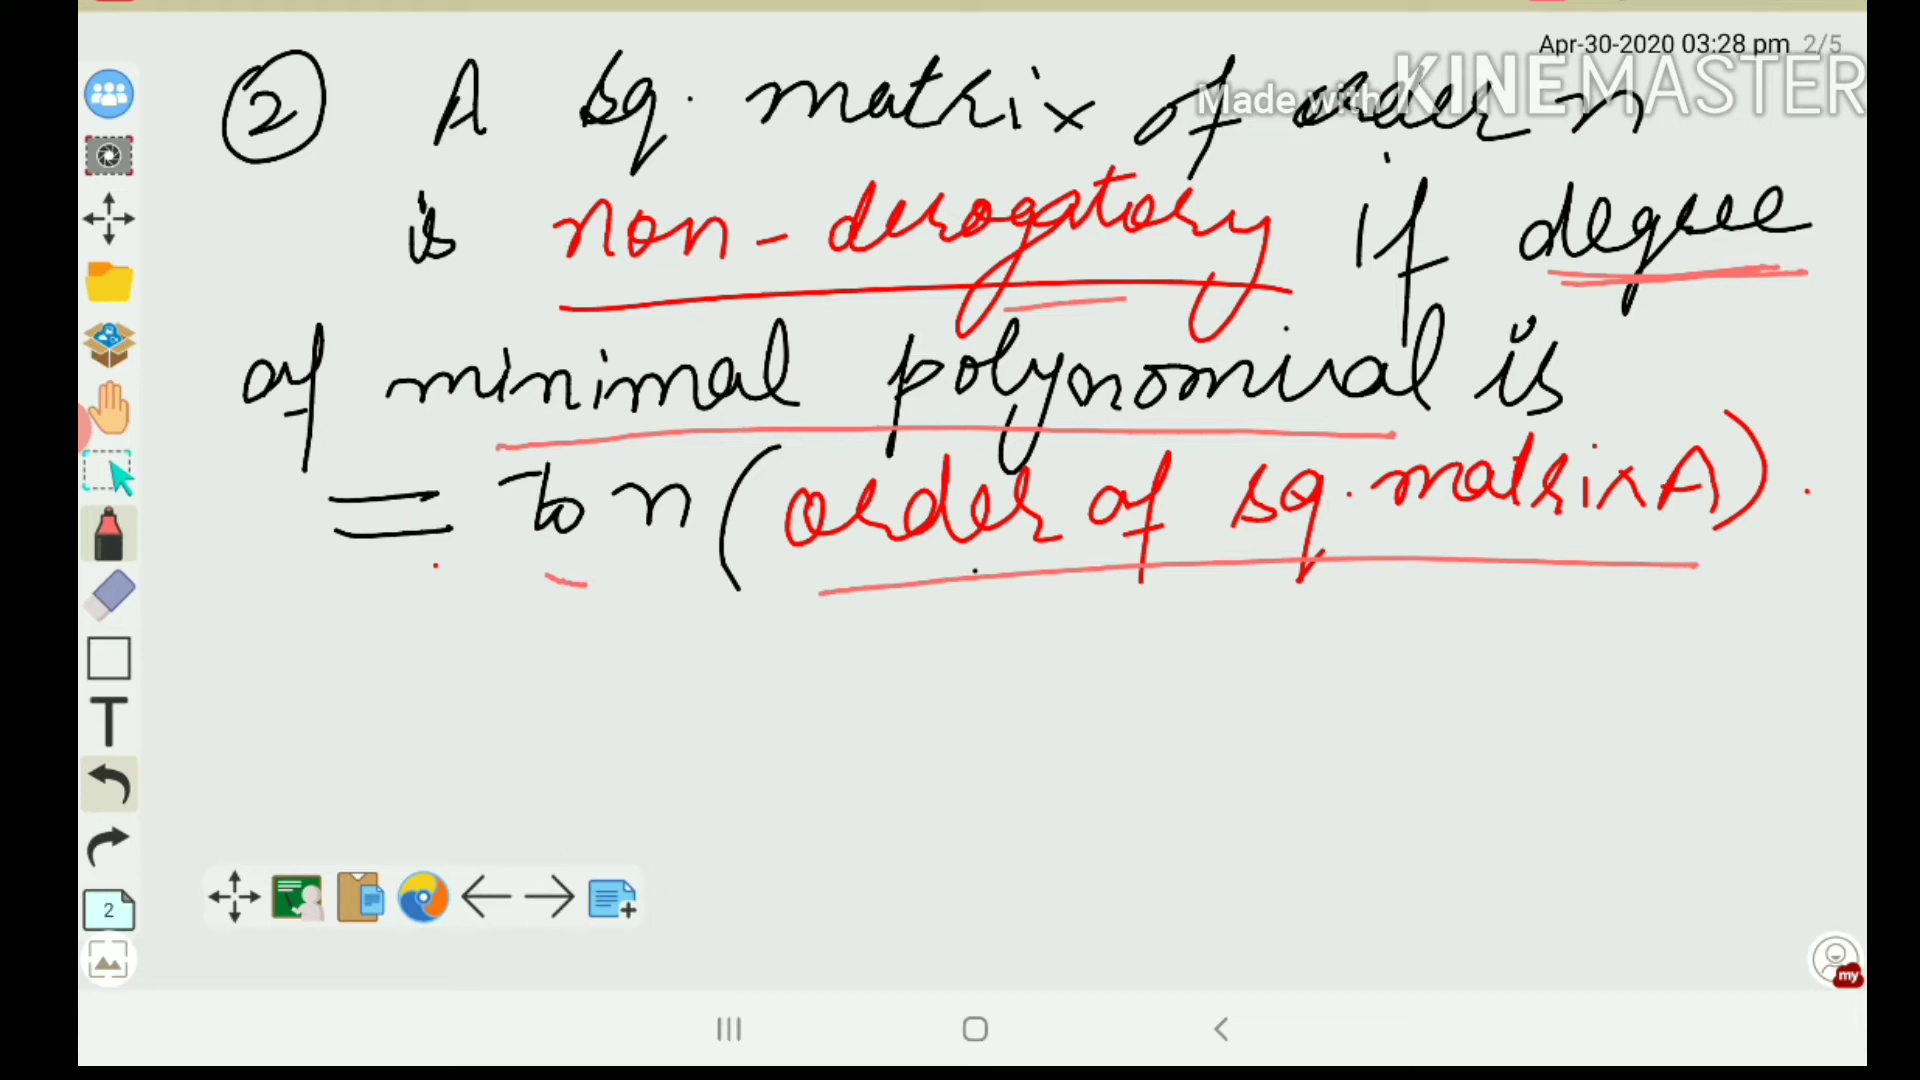 Apr-30-2020 03:28 pm 2/5
Made with KINEMASTER
② A sq. matrix of order n
is non-derogatory if degree
of minimal polynomial is
= to n (order of sq. matrix A).
T
2
my